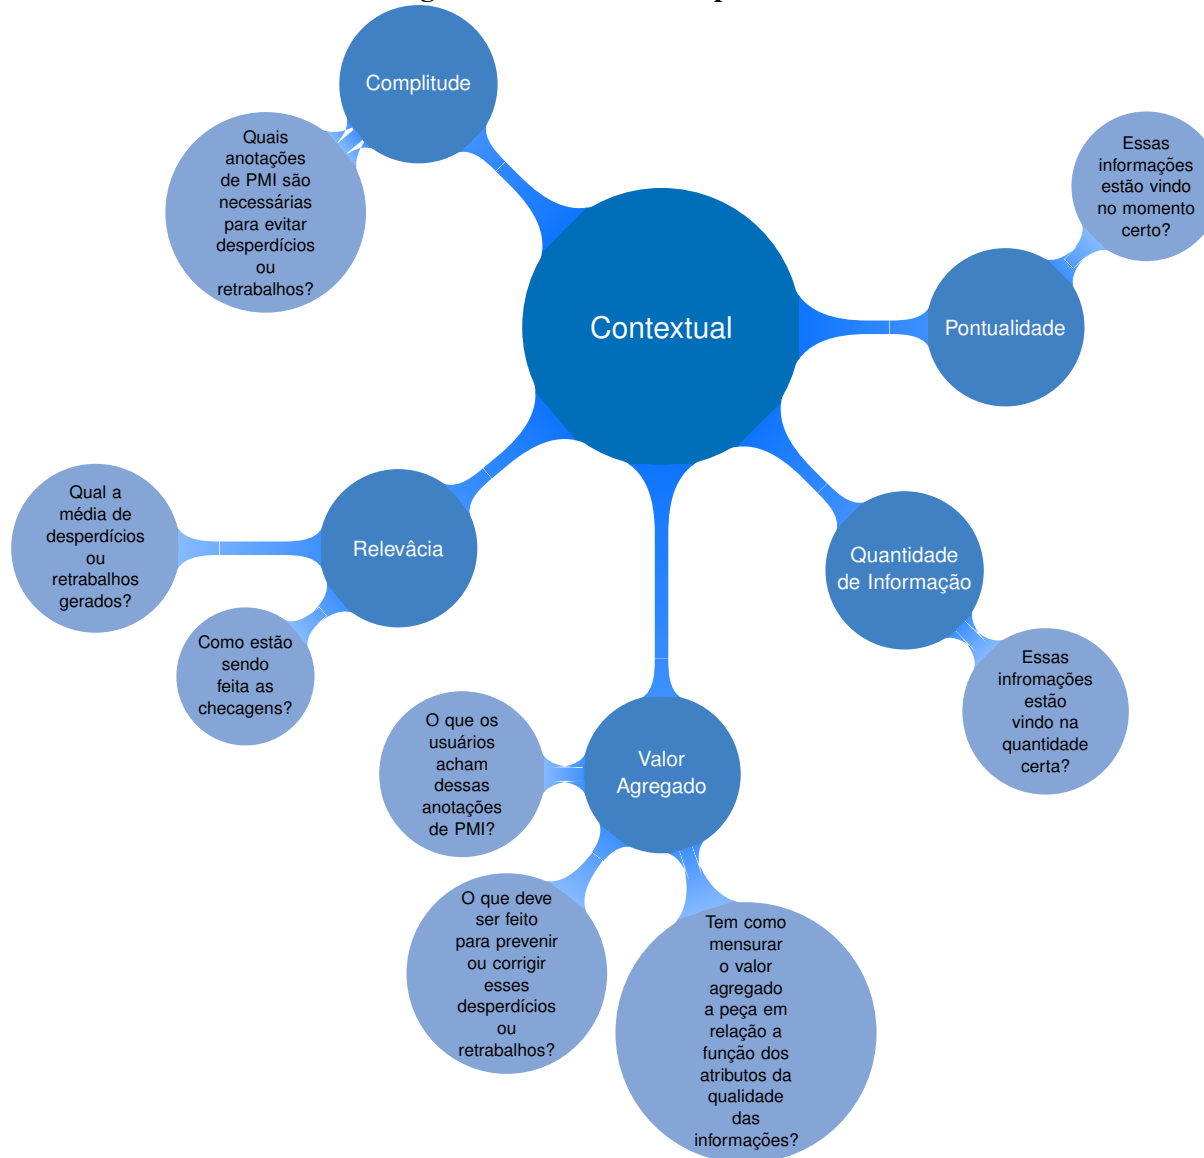 Complitude
Quais
anotações
de PMI são
necessárias
para evitar
desperdícios
ou
retrabalhos?
Essas
informações
estão vindo
no momento
certo?
Contextual
Pontualidade
Qual a
média de
desperdícios
ou
retrabalhos
gerados?
Relevâcia
Quantidade
de Informação
Como estão
sendo
feita as
checagens?
Essas
infromações
estão
vindo na
quantidade
certa?
O que os
usuários
acham
dessas
anotações
de PMI?
Valor
Agregado
O que deve
ser feito
para prevenir
ou corrigir
esses
desperdícios
ou
retrabalhos?
Tem como
mensurar
o valor
agregado
a peça em
relação a
função dos
atributos da
qualidade
das
informações?